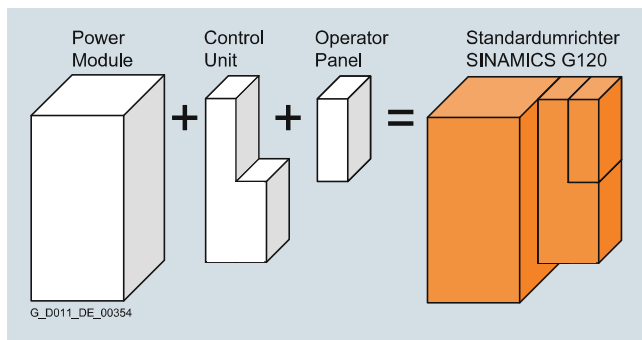 Power
Module
+
Control
Unit
+
Operator
Panel
=
Standardumrichter
SINAMICS G120
G_D011_DE_00354